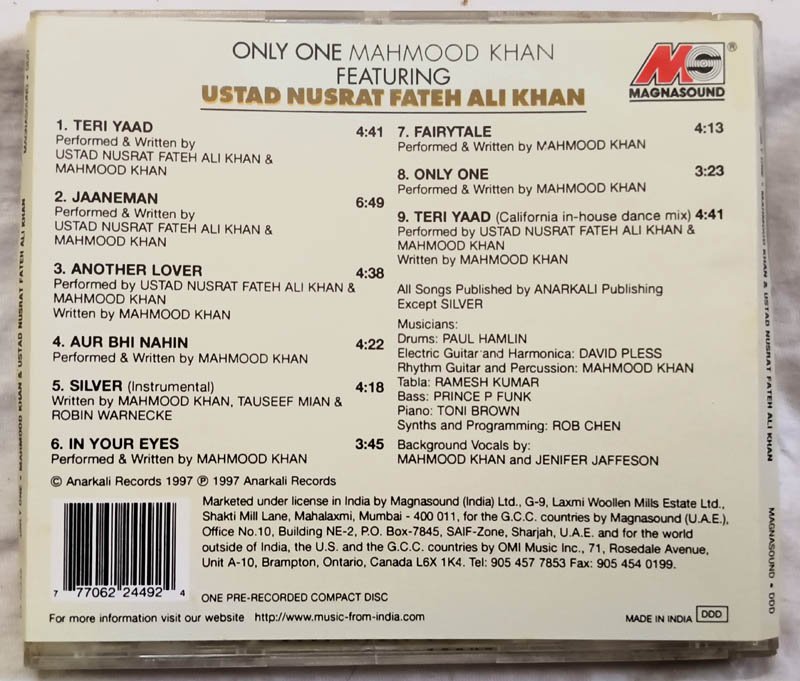 ONLY ONE MAHMOOD KHAN
FEATURING
USTAD NUSRAT FATEH ALI KHAN
MC ®
MAGNASOUND
1. TERI YAAD 4:41
Performed & Written by
USTAD NUSRAT FATEH ALI KHAN &
MAHMOOD KHAN
2. JAANEMAN 6:49
Performed & Written by
USTAD NUSRAT FATEH ALI KHAN &
MAHMOOD KHAN
3. ANOTHER LOVER 4:38
Performed by USTAD NUSRAT FATEH ALI KHAN &
MAHMOOD KHAN
Written by MAHMOOD KHAN
4. AUR BHI NAHIN 4:22
Performed & Written by MAHMOOD KHAN
5. SILVER (Instrumental) 4:18
Written by MAHMOOD KHAN, TAUSEEF MIAN &
ROBIN WARNECKE
6. IN YOUR EYES 3:45
Performed & Written by MAHMOOD KHAN
7. FAIRYTALE 4:13
Performed & Written by MAHMOOD KHAN
8. ONLY ONE 3:23
Performed & Written by MAHMOOD KHAN
9. TERI YAAD (California in-house dance mix) 4:41
Performed by USTAD NUSRAT FATEH ALI KHAN &
MAHMOOD KHAN
Written by MAHMOOD KHAN
All Songs Published by ANARKALI Publishing
Except SILVER
Musicians:
Drums: PAUL HAMLIN
Electric Guitar and Harmonica: DAVID PLESS
Rhythm Guitar and Percussion: MAHMOOD KHAN
Tabla: RAMESH KUMAR
Bass: PRINCE P FUNK
Piano: TONI BROWN
Synths and Programming: ROB CHEN
Background Vocals by:
MAHMOOD KHAN and JENIFER JAFFESON
© Anarkali Records 1997 ℗ 1997 Anarkali Records
Marketed under license in India by Magnasound (India) Ltd., G-9, Laxmi Woollen Mills Estate Ltd.,
Shakti Mill Lane, Mahalaxmi, Mumbai - 400 011, for the G.C.C. countries by Magnasound (U.A.E.),
Office No.10, Building NE-2, P.O. Box-7845, SAIF-Zone, Sharjah, U.A.E. and for the world
outside of India, the U.S. and the G.C.C. countries by OMI Music Inc., 71, Rosedale Avenue,
Unit A-10, Brampton, Ontario, Canada L6X 1K4. Tel: 905 457 7853 Fax: 905 454 0199.
7 77062 24492 4
ONE PRE-RECORDED COMPACT DISC
For more information visit our website http://www.music-from-india.com
MADE IN INDIA DDD
MAHMOOD KHAN & USTAD NUSRAT FATEH ALI KHAN
MAHMOOD KHAN & USTAD NUSRAT FATEH ALI KHAN
MAGNASOUND • DDD